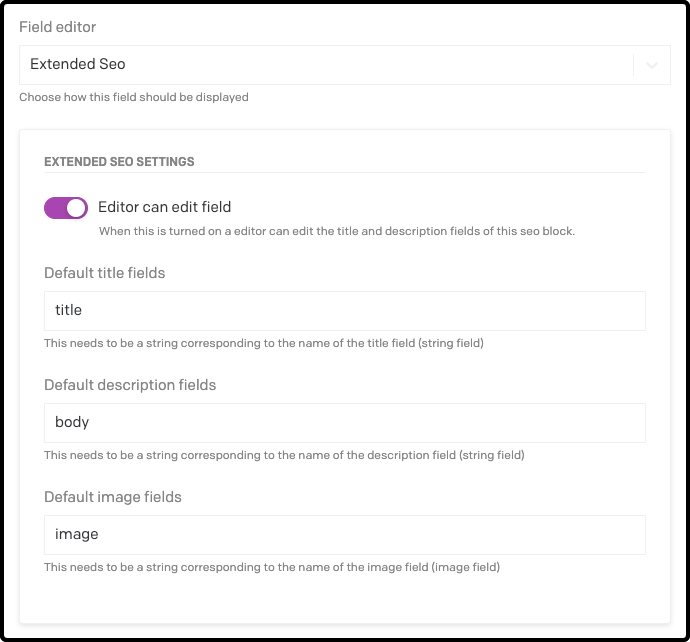 Field editor
Extended Seo
Choose how this field should be displayed
EXTENDED SEO SETTINGS
Editor can edit field
When this is turned on a editor can edit the title and description fields of this seo block.
Default title fields
title
This needs to be a string corresponding to the name of the title field (string field)
Default description fields
body
This needs to be a string corresponding to the name of the description field (string field)
Default image fields
image
This needs to be a string corresponding to the name of the image field (image field)